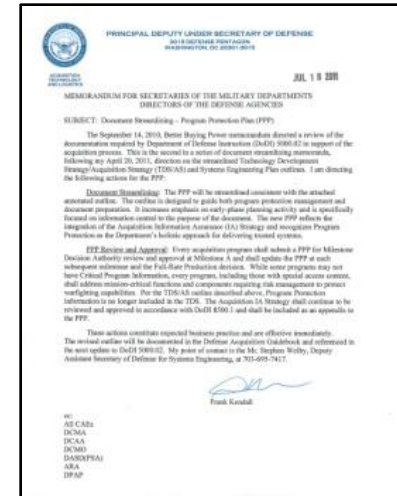 PRINCIPAL DEPUTY UNDER SECRETARY OF DEFENSE
3015 DEFENSE PENTAGON
WASHINGTON, DC 20301-3015
ACQUISITION,
TECHNOLOGY
AND LOGISTICS
JUL 18 2011
MEMORANDUM FOR SECRETARIES OF THE MILITARY DEPARTMENTS
DIRECTORS OF THE DEFENSE AGENCIES
SUBJECT: Document Streamlining – Program Protection Plan (PPP)
The September 14, 2010, Better Buying Power memorandum directed a review of the
documentation required by Department of Defense Instruction (DoDI) 5000.02 in support of the
acquisition process. This is the second in a series of document streamlining memoranda,
following my April 20, 2011, direction on the streamlined Technology Development
Strategy/Acquisition Strategy (TDS/AS) and Systems Engineering Plan outlines. I am directing
the following actions for the PPP:
Document Streamlining: The PPP will be streamlined consistent with the attached
annotated outline. The outline is designed to guide both program protection management and
document preparation. It increases emphasis on early-phase planning activity and is specifically
focused on information central to the purpose of the document. The new PPP reflects the
integration of the Acquisition Information Assurance (IA) Strategy and recognizes Program
Protection as the Department's holistic approach for delivering trusted systems.
PPP Review and Approval: Every acquisition program shall submit a PPP for Milestone
Decision Authority review and approval at Milestone A and shall update the PPP at each
subsequent milestone and the Full-Rate Production decision. While some programs may not
have Critical Program Information, every program, including those with special access content,
shall address mission-critical functions and components requiring risk management to protect
warfighting capabilities. Per the TDS/AS outline described above, Program Protection
information is no longer included in the TDS. The Acquisition IA Strategy shall continue to be
reviewed and approved in accordance with DoDI 8500.1 and shall be included as an appendix to
the PPP.
These actions constitute expected business practice and are effective immediately.
The revised outline will be documented in the Defense Acquisition Guidebook and referenced in
the next update to DoDI 5000.02. My point of contact is the Mr. Stephen Welby, Deputy
Assistant Secretary of Defense for Systems Engineering, at 703-695-7417.
Frank Kendall
cc:
All CAEs
DCMA
DCAA
DCMO
DASD(PSA)
ARA
DPAP